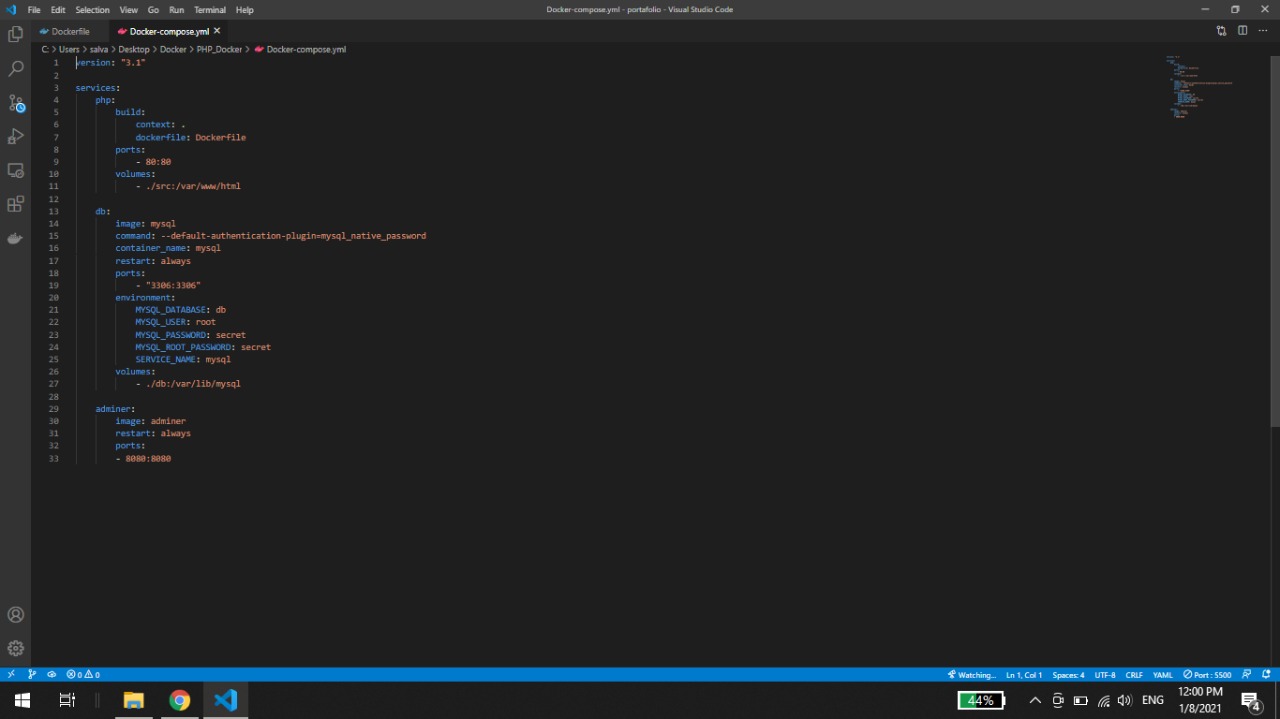 File Edit Selection View Go Run Terminal Help Docker-compose.yml - portafolio - Visual Studio Code
Dockerfile Docker-compose.yml
C: > Users > salva > Desktop > Docker > PHP_Docker > Docker-compose.yml
1 version: "3.1"
2
3 services:
4 php:
5 build:
6 context: .
7 dockerfile: Dockerfile
8 ports:
9 - 80:80
10 volumes:
11 - ./src:/var/www/html
12
13 db:
14 image: mysql
15 command: --default-authentication-plugin=mysql_native_password
16 container_name: mysql
17 restart: always
18 ports:
19 - "3306:3306"
20 environment:
21 MYSQL_DATABASE: db
22 MYSQL_USER: root
23 MYSQL_PASSWORD: secret
24 MYSQL_ROOT_PASSWORD: secret
25 SERVICE_NAME: mysql
26 volumes:
27 - ./db:/var/lib/mysql
28
29 adminer:
30 image: adminer
31 restart: always
32 ports:
33 - 8080:8080
0 0 Watching... Ln 1, Col 1 Spaces: 4 UTF-8 CRLF YAML Port : 5500
44% ENG 12:00 PM
1/8/2021 4